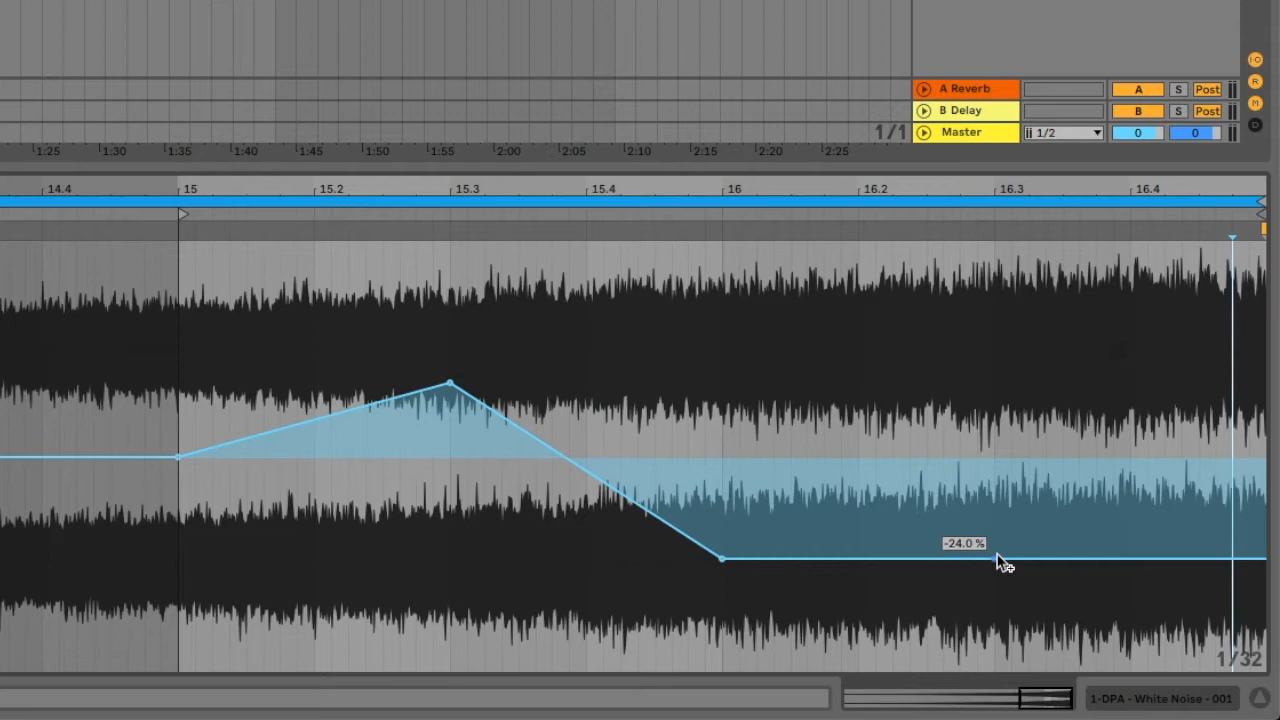 I·O
A Reverb
A
S
Post
R
B Delay
B
S
Post
M
1/1
Master
1/2
0
0
D
1:25
1:30
1:35
1:40
1:45
1:50
1:55
2:00
2:05
2:10
2:15
2:20
2:25
14.4
15
15.2
15.3
15.4
16
16.2
16.3
16.4
-24.0 %
1/32
1-DPA - White Noise - 001